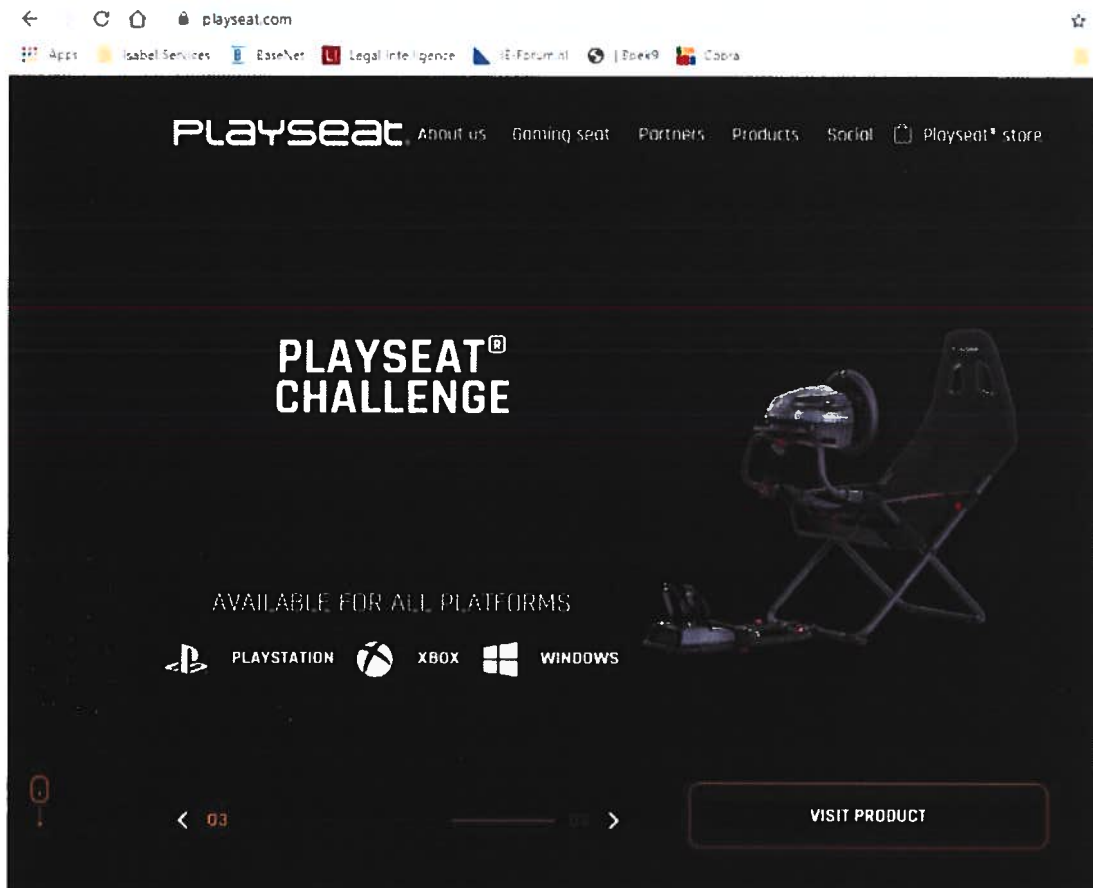 playseat.com
Apps Isabel Services BaseNet Legal Intelligence IE-Forum.nl | Boek9 Cobra
PLAYSEAT. About us Gaming seat Partners Products Social Playseat® store
PLAYSEAT®
CHALLENGE
AVAILABLE FOR ALL PLATFORMS
PLAYSTATION XBOX WINDOWS
03
VISIT PRODUCT